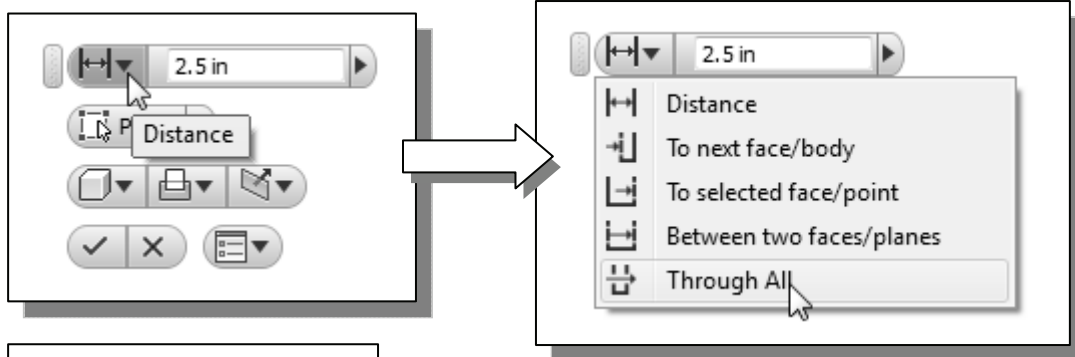 2.5 in
P
Distance
2.5 in
Distance
To next face/body
To selected face/point
Between two faces/planes
Through All